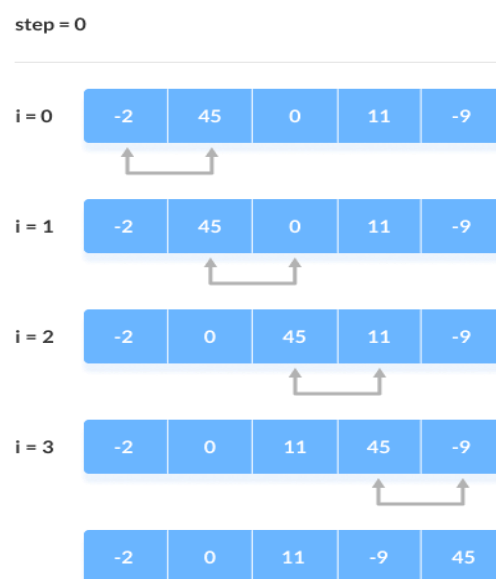 step = 0
i = 0 -2 45 0 11 -9
i = 1 -2 45 0 11 -9
i = 2 -2 0 45 11 -9
i = 3 -2 0 11 45 -9
-2 0 11 -9 45